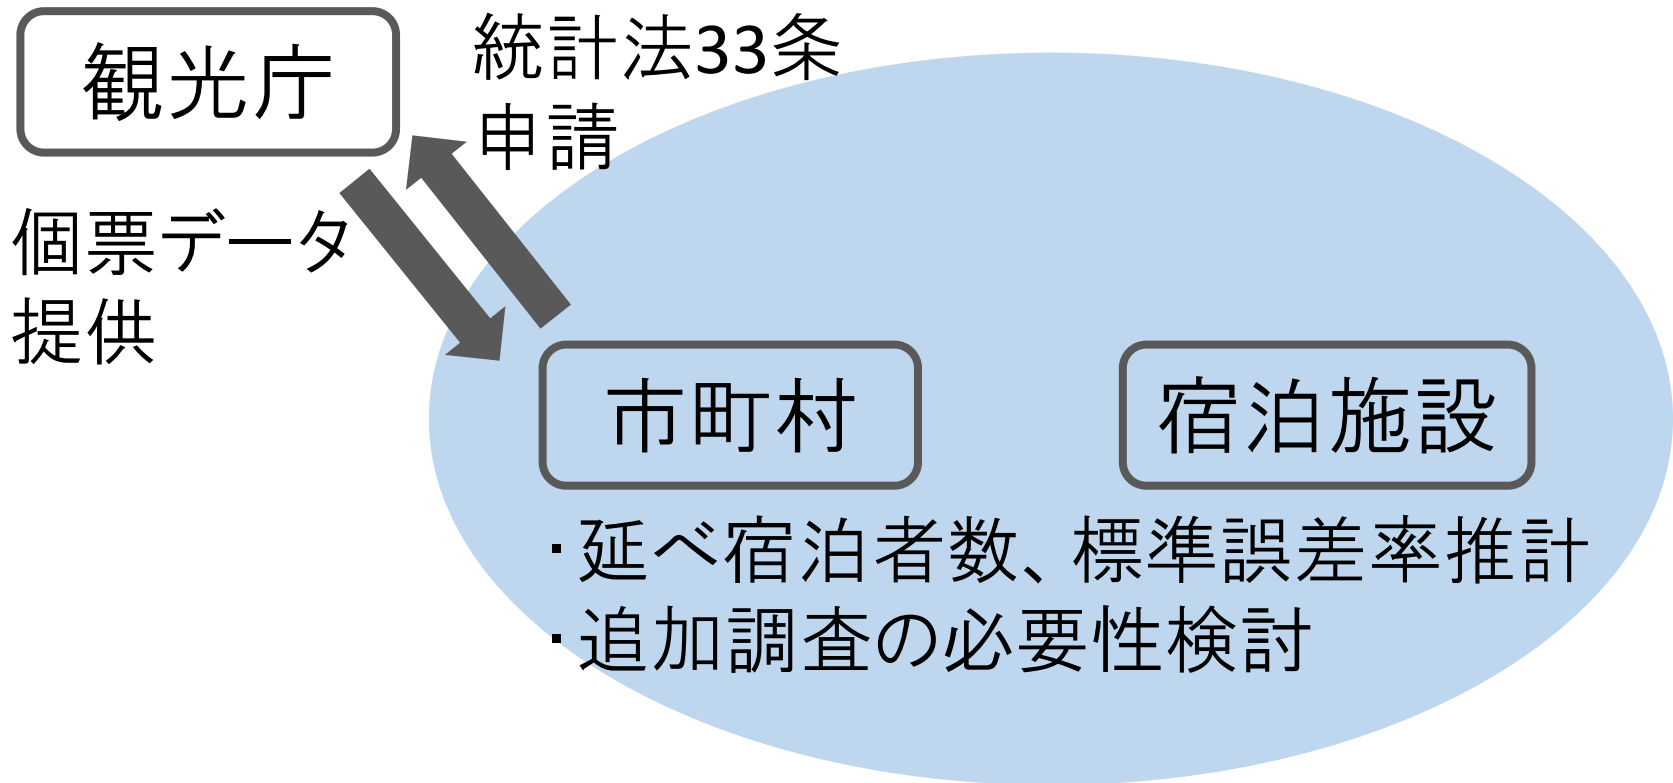 観光庁
統計法33条
申請
個票データ
提供
市町村
宿泊施設
・延べ宿泊者数、標準誤差率推計
・追加調査の必要性検討